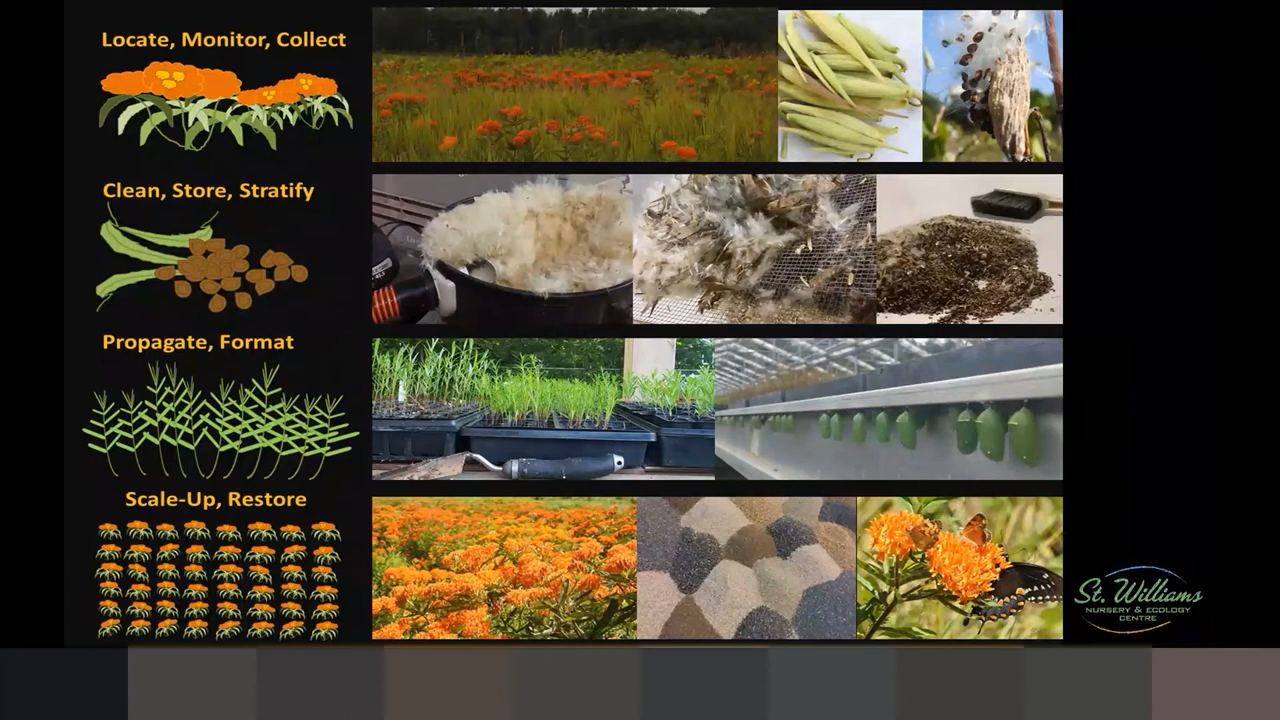 Locate, Monitor, Collect
Clean, Store, Stratify
Propagate, Format
Scale-Up, Restore
St. Williams
NURSERY & ECOLOGY
CENTRE